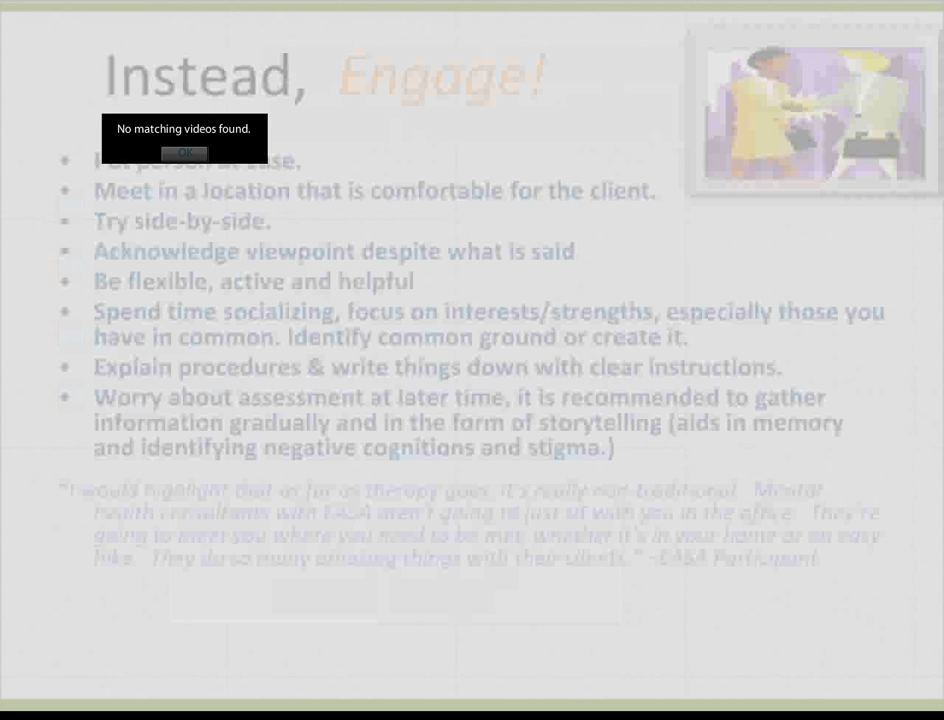 Instead, Engage!
No matching videos found.
OK
• Put person at ease.
• Meet in a location that is comfortable for the client.
• Try side-by-side.
• Acknowledge viewpoint despite what is said
• Be flexible, active and helpful
• Spend time socializing, focus on interests/strengths, especially those you
have in common. Identify common ground or create it.
• Explain procedures & write things down with clear instructions.
• Worry about assessment at later time, it is recommended to gather
information gradually and in the form of storytelling (aids in memory
and identifying negative cognitions and stigma.)
"I would highlight that as far as therapy goes, it's really non-traditional. Mental
health consultants with EASA aren't going to just sit with you in the office. They're
going to meet you where you need to be met, whether it's in your home or an easy
hike. They do so many amazing things with their clients." ~EASA Participant